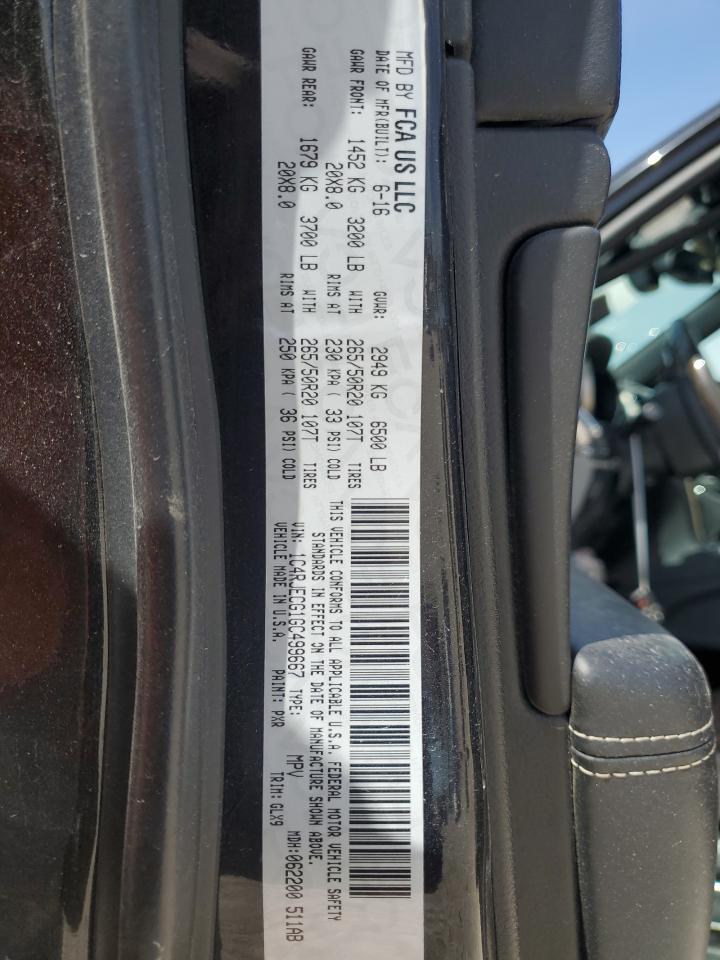 MFD BY FCA US LLC
DATE OF MFR(BUILT): 6-16 GVWR: 2949 KG 6500 LB
GAWR FRONT: 1452 KG 3200 LB WITH 265/50R20 107T TIRES
20X8.0 RIMS AT 230 KPA ( 33 PSI) COLD
GAWR REAR: 1679 KG 3700 LB WITH 265/50R20 107T TIRES
20X8.0 RIMS AT 250 KPA ( 36 PSI) COLD
THIS VEHICLE CONFORMS TO ALL APPLICABLE U.S.A. FEDERAL MOTOR VEHICLE SAFETY
STANDARDS IN EFFECT ON THE DATE OF MANUFACTURE SHOWN ABOVE.
VIN: 1C4RJECG1GC499667 TYPE: MPV MDH:062200 511AB
VEHICLE MADE IN U.S.A. PAINT: PXR TRIM: GLX9